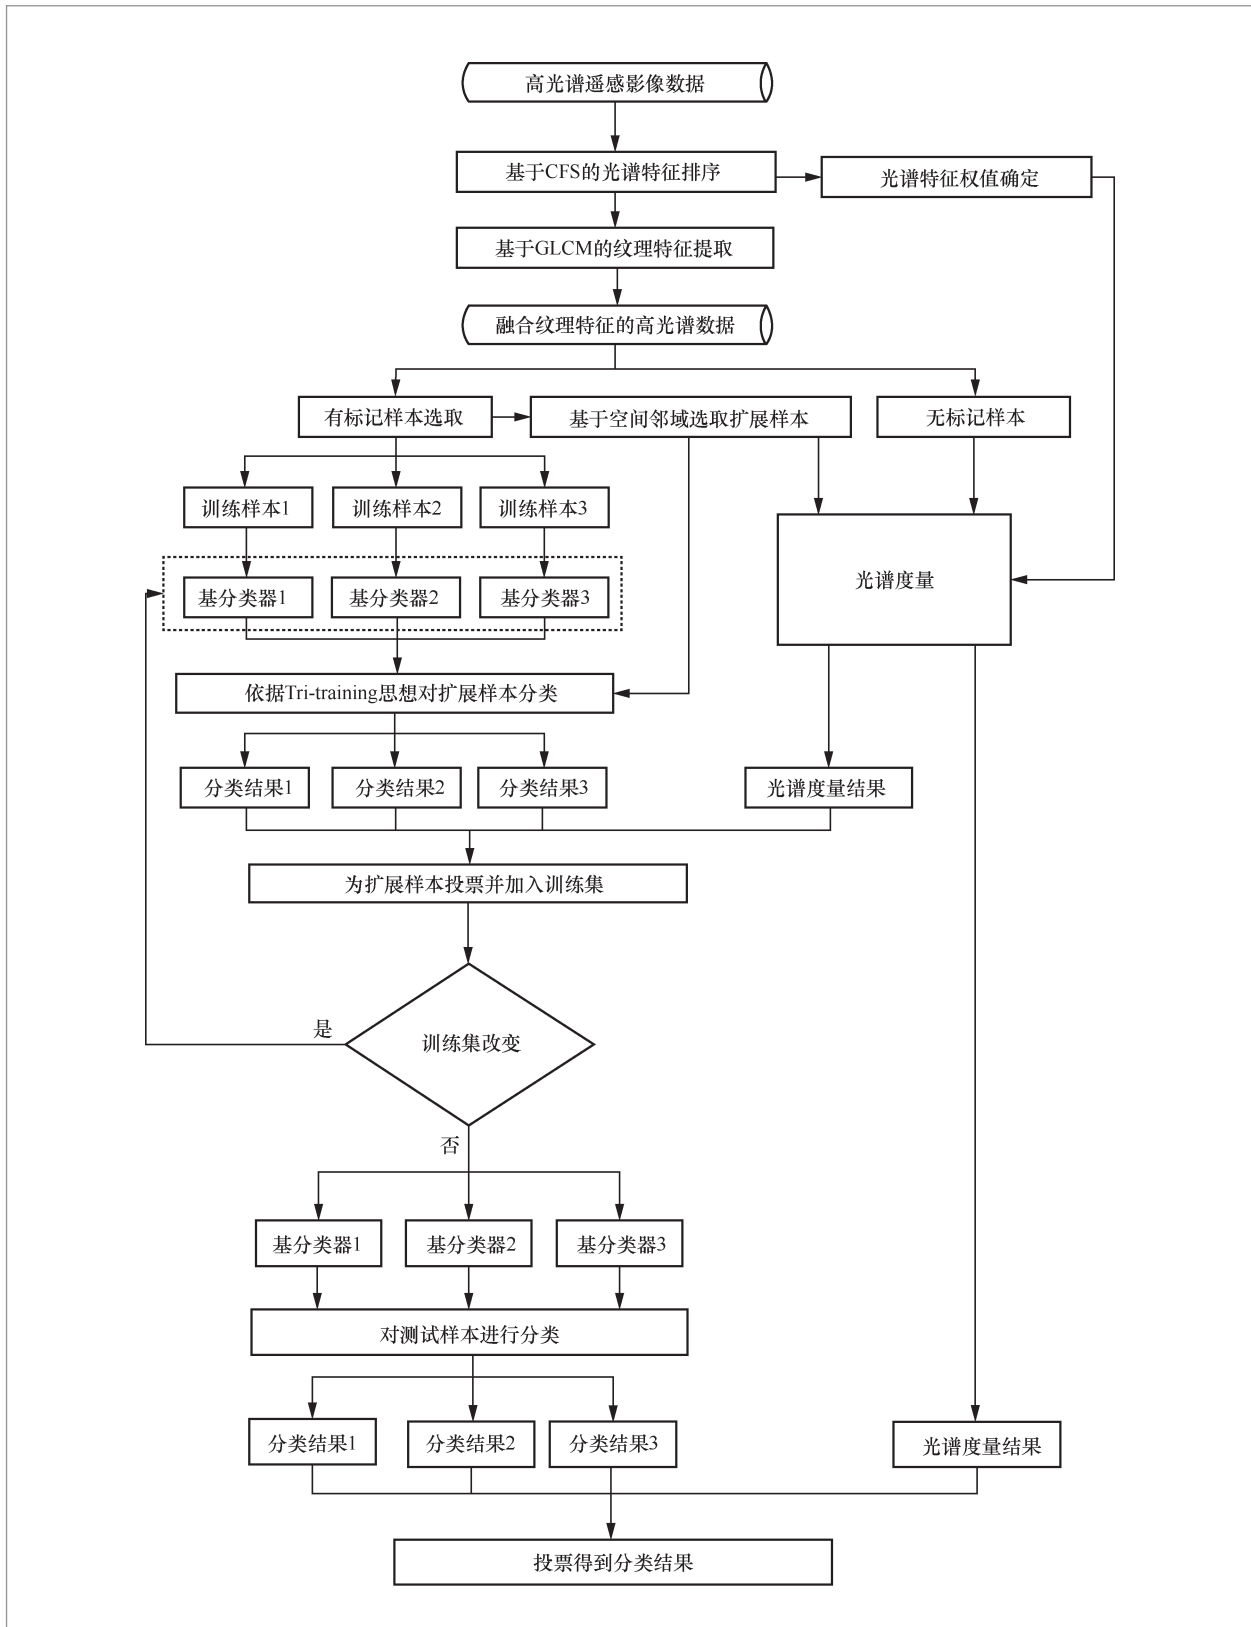 高光谱遥感影像数据
基于CFS的光谱特征排序
光谱特征权值确定
基于GLCM的纹理特征提取
融合纹理特征的高光谱数据
有标记样本选取
基于空间邻域选取扩展样本
无标记样本
训练样本1
训练样本2
训练样本3
光谱度量
基分类器1
基分类器2
基分类器3
依据Tri-training思想对扩展样本分类
分类结果1
分类结果2
分类结果3
光谱度量结果
为扩展样本投票并加入训练集
是
训练集改变
否
基分类器1
基分类器2
基分类器3
对测试样本进行分类
分类结果1
分类结果2
分类结果3
光谱度量结果
投票得到分类结果